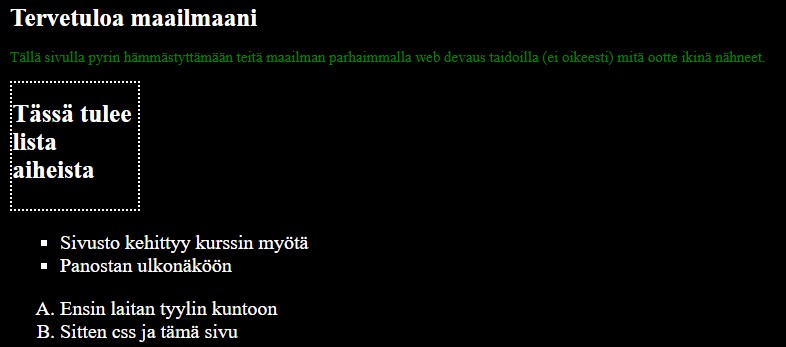 Tervetuloa maailmaani
Tällä sivulla pyrin hämmästyttämään teitä maailman parhaimmalla web devaus taidoilla (ei oikeesti) mitä ootte ikinä nähneet.
Tässä tulee
lista
aiheista
▪ Sivusto kehittyy kurssin myötä
▪ Panostan ulkonäköön
A. Ensin laitan tyylin kuntoon
B. Sitten css ja tämä sivu